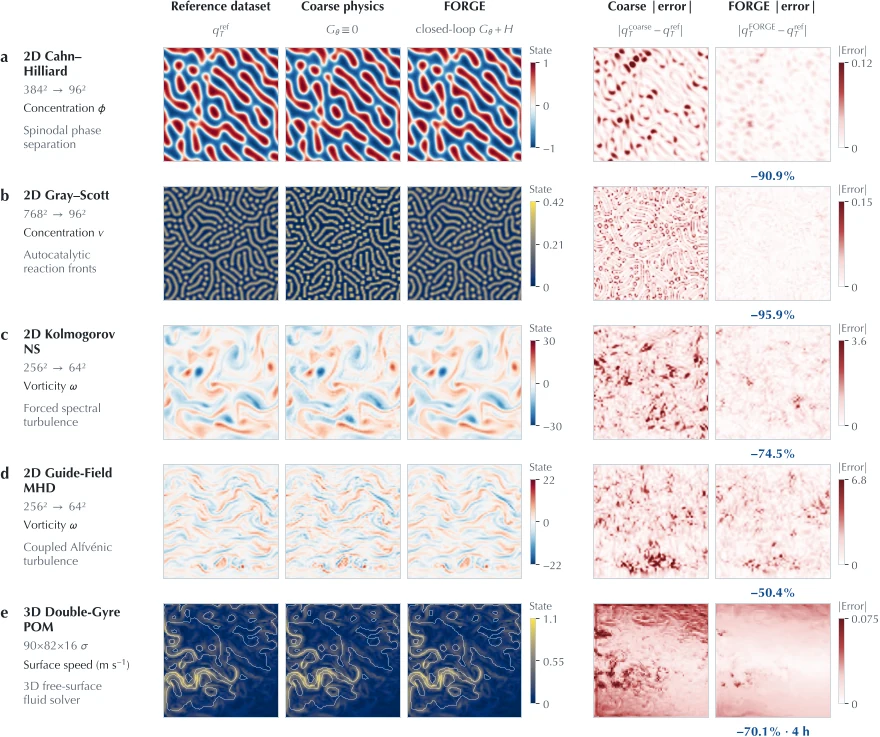 Reference dataset Coarse physics FORGE Coarse |error| FORGE |error|
q_T^ref G_θ ≡ 0 closed-loop G_θ + H |q_T^coarse − q_T^ref| |q_T^FORGE − q_T^ref|
State |Error|
a 2D Cahn–
Hilliard
384² → 96²
Concentration ϕ
Spinodal phase
separation
1
0
−1
0.12
0
−90.9%
State |Error|
b 2D Gray–Scott
768² → 96²
Concentration v
Autocatalytic
reaction fronts
0.42
0.21
0
0.15
0
−95.9%
State |Error|
c 2D Kolmogorov
NS
256² → 64²
Vorticity ω
Forced spectral
turbulence
30
0
−30
3.6
0
−74.5%
State |Error|
d 2D Guide-Field
MHD
256² → 64²
Vorticity ω
Coupled Alfvénic
turbulence
22
0
−22
6.8
0
−50.4%
State |Error|
e 3D Double-Gyre
POM
90×82×16 σ
Surface speed (m s⁻¹)
3D free-surface
fluid solver
1.1
0.55
0
0.075
0
−70.1% · 4 h